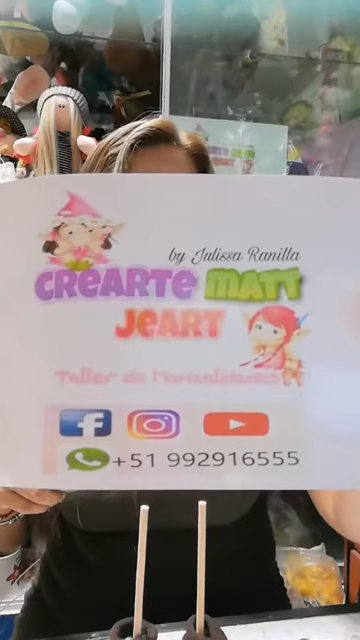 by Julissa Ranilla
CREARTE MATT
JEART
Taller de Manualidades
+51 992916555